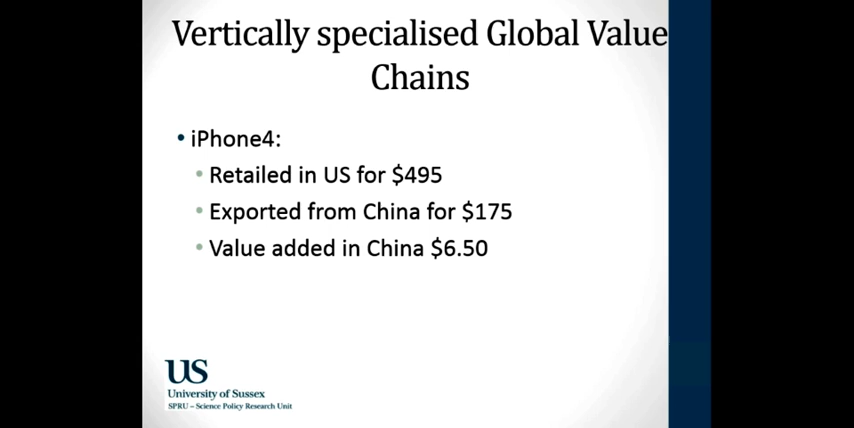 Vertically specialised Global Value
Chains
• iPhone4:
• Retailed in US for $495
• Exported from China for $175
• Value added in China $6.50
US
University of Sussex
SPRU – Science Policy Research Unit